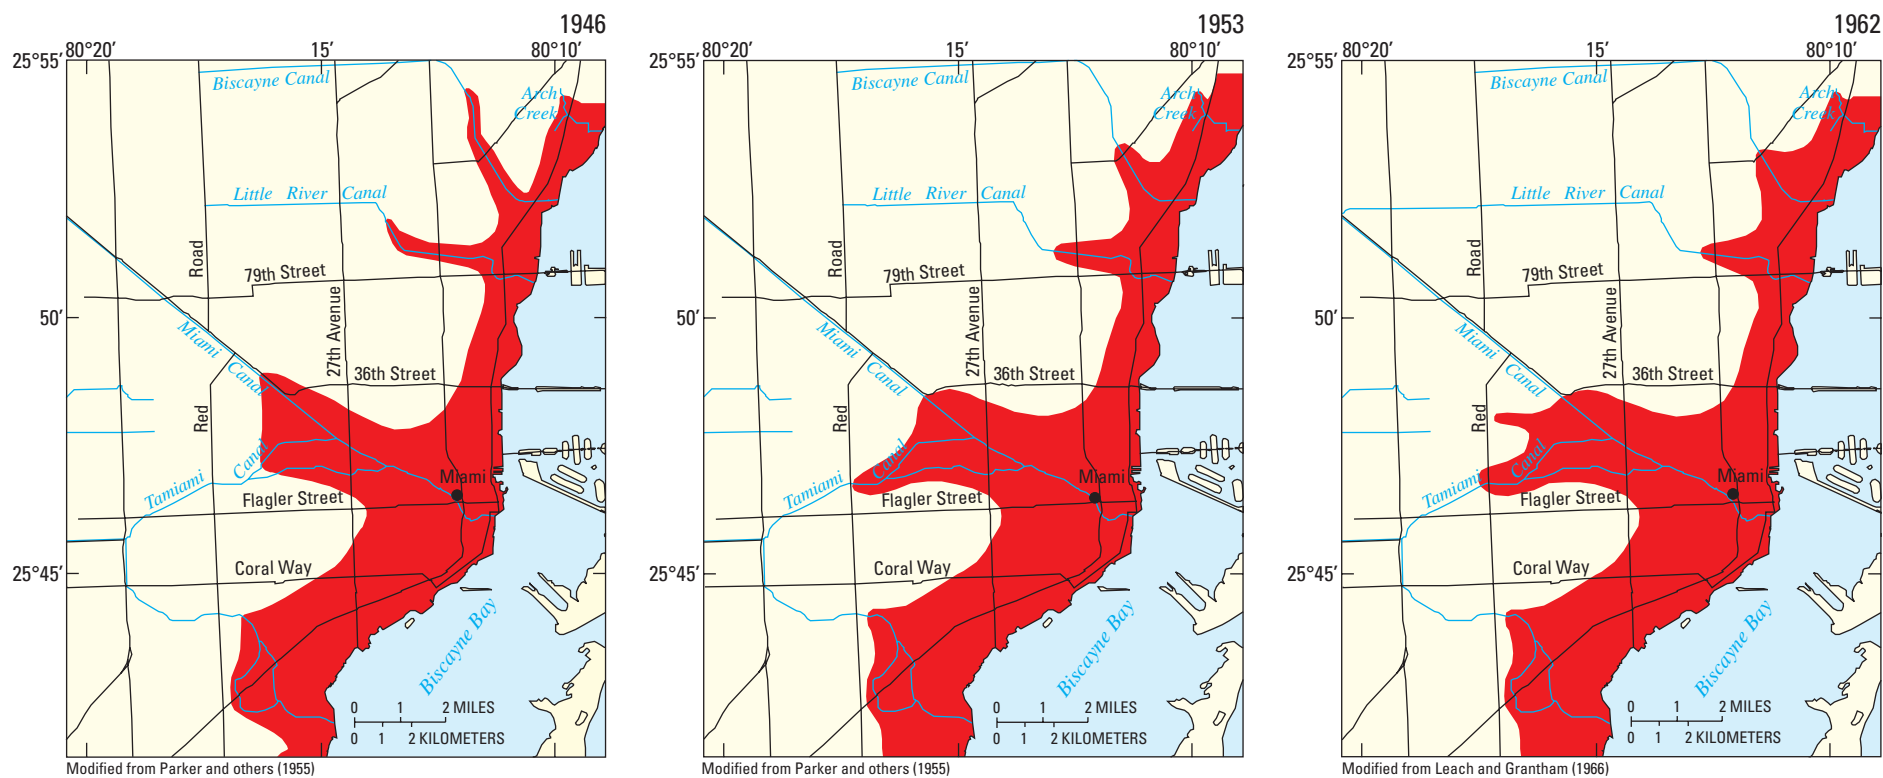 1946
80°20′ 15′ 80°10′
25°55′
Biscayne Canal
Arch
Creek
Little River Canal
Road
79th Street
27th Avenue
50′
Miami Canal
36th Street
Red
Tamiami Canal
Miami
Flagler Street
25°45′
Coral Way
Biscayne Bay
0 1 2 MILES
0 1 2 KILOMETERS
Modified from Parker and others (1955)
1953
80°20′ 15′ 80°10′
25°55′
Biscayne Canal
Arch
Creek
Little River Canal
Road
79th Street
27th Avenue
50′
Miami Canal
36th Street
Red
Tamiami Canal
Miami
Flagler Street
25°45′
Coral Way
Biscayne Bay
0 1 2 MILES
0 1 2 KILOMETERS
Modified from Parker and others (1955)
1962
80°20′ 15′ 80°10′
25°55′
Biscayne Canal
Arch
Creek
Little River Canal
Road
79th Street
27th Avenue
50′
Miami Canal
36th Street
Red
Tamiami Canal
Miami
Flagler Street
25°45′
Coral Way
Biscayne Bay
0 1 2 MILES
0 1 2 KILOMETERS
Modified from Leach and Grantham (1966)